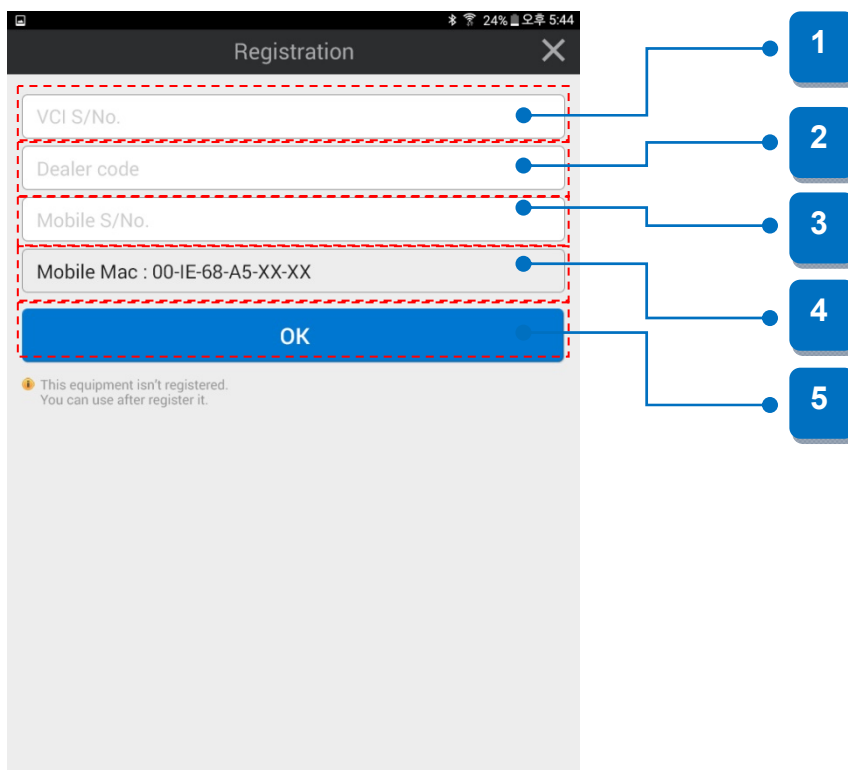 24% 오후 5:44
Registration
1
VCI S/No.
2
Dealer code
3
Mobile S/No.
4
Mobile Mac : 00-IE-68-A5-XX-XX
5
OK
This equipment isn't registered.
You can use after register it.